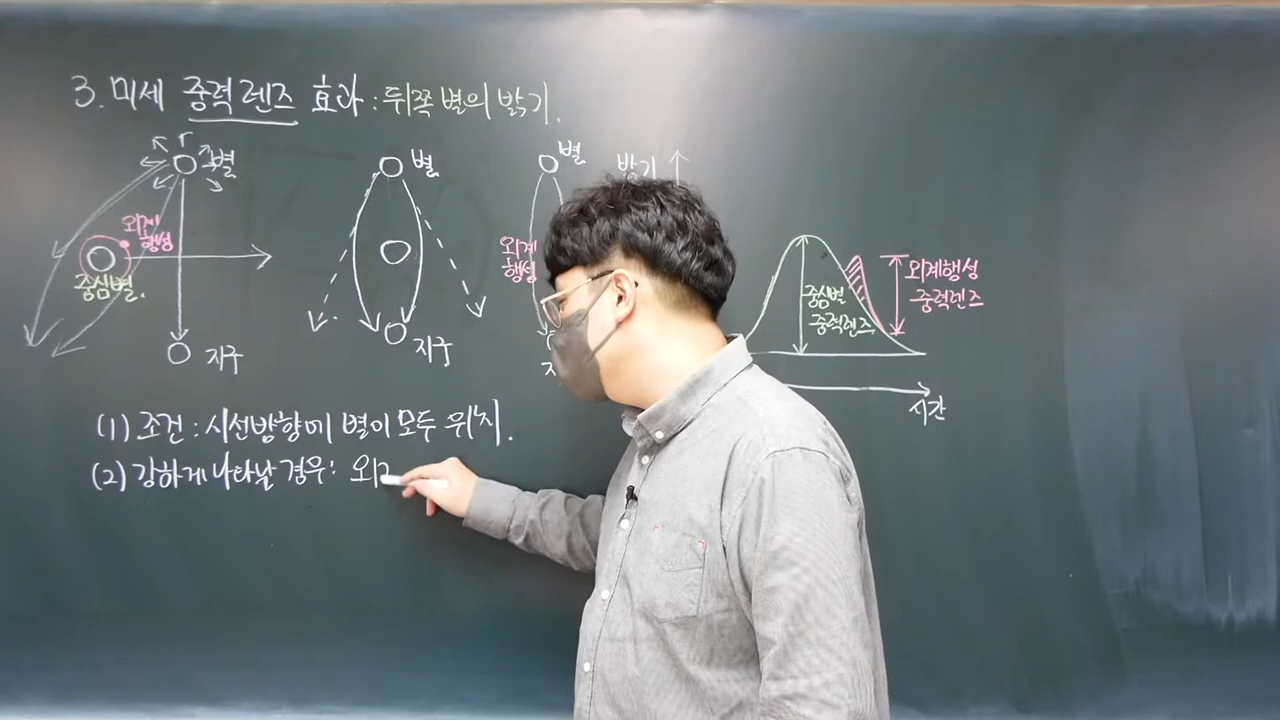 3. 미세 중력렌즈 효과 : 뒤쪽 별의 밝기.
별
외계
행성
중심별.
지구
별
지구
별
외계
행성
밝기
중심별
중력렌즈
외계행성
중력렌즈
시간
(1) 조건 : 시선방향에 별이 모두 위치.
(2) 강하게 나타날 경우 :